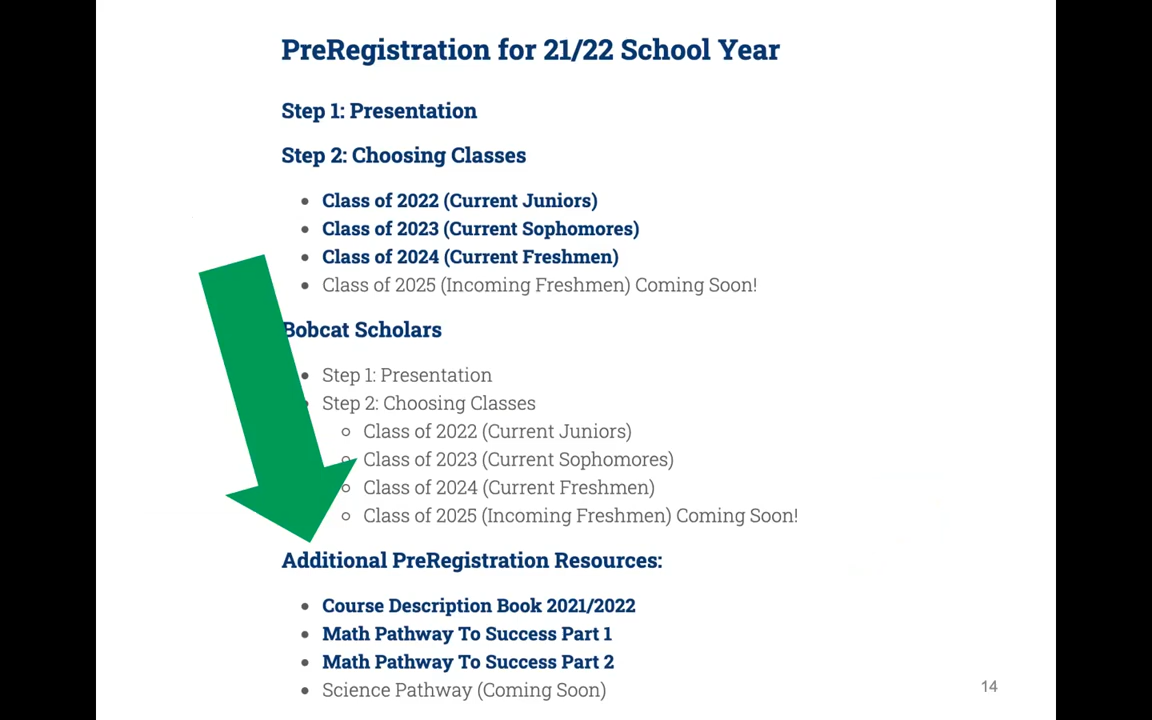 PreRegistration for 21/22 School Year
Step 1: Presentation
Step 2: Choosing Classes
Class of 2022 (Current Juniors)
Class of 2023 (Current Sophomores)
Class of 2024 (Current Freshmen)
Class of 2025 (Incoming Freshmen) Coming Soon!
Bobcat Scholars
Step 1: Presentation
Step 2: Choosing Classes
Class of 2022 (Current Juniors)
Class of 2023 (Current Sophomores)
Class of 2024 (Current Freshmen)
Class of 2025 (Incoming Freshmen) Coming Soon!
Additional PreRegistration Resources:
Course Description Book 2021/2022
Math Pathway To Success Part 1
Math Pathway To Success Part 2
Science Pathway (Coming Soon)
14